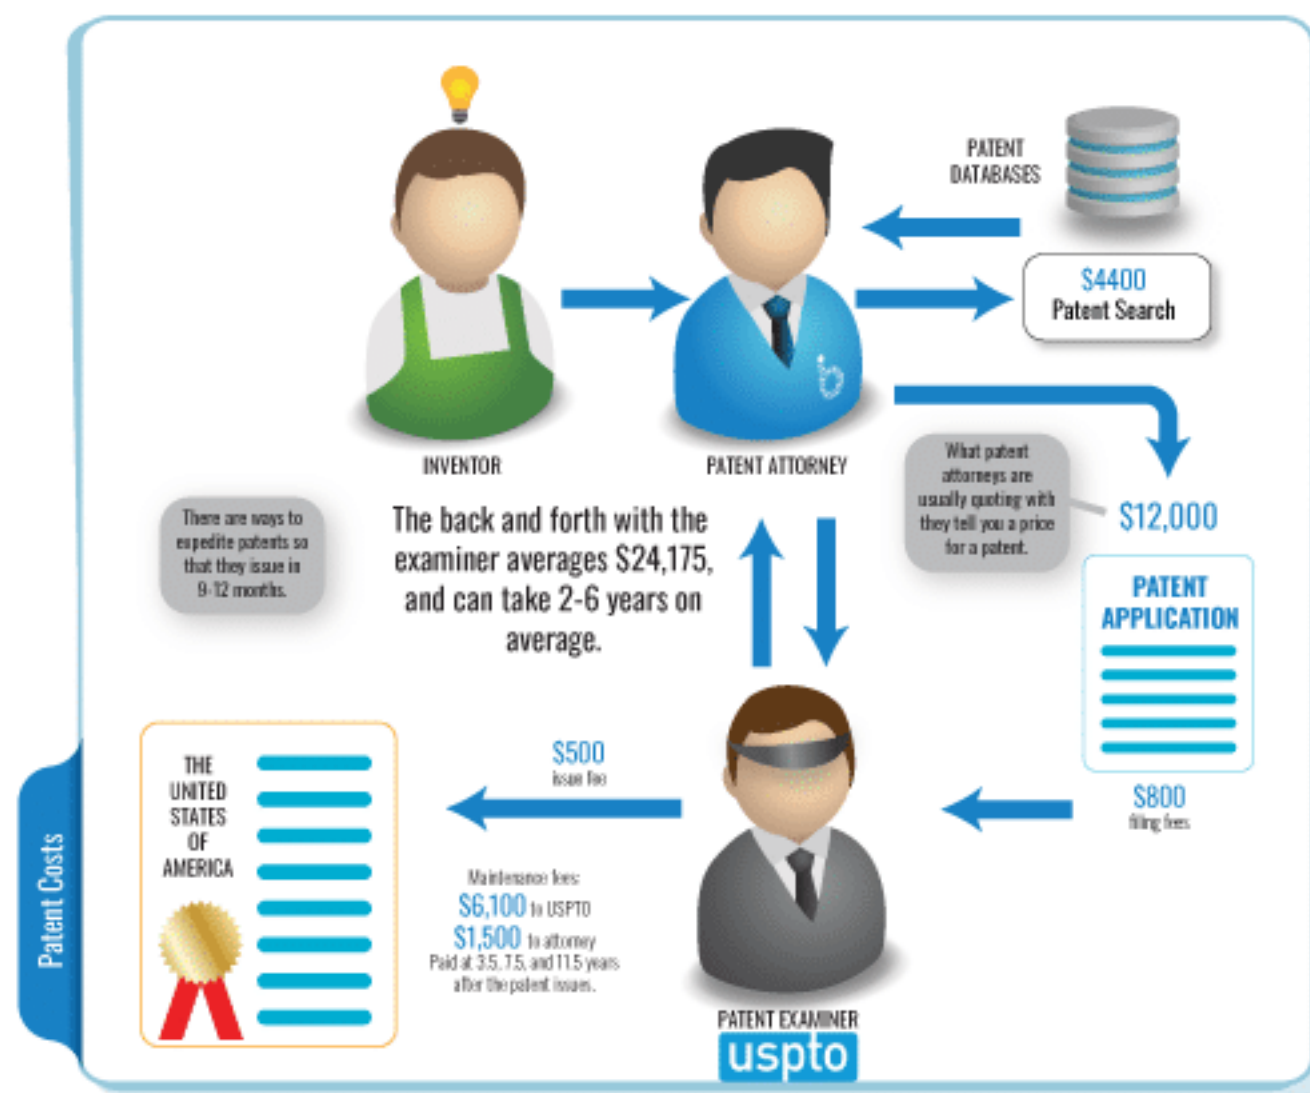 PATENT
DATABASES
$4400
Patent Search
INVENTOR
PATENT ATTORNEY
What patent
attorneys are
usually quoting with
they tell you a price
for a patent.
$12,000
There are ways to
expedite patents so
that they issue in
9-12 months.
The back and forth with the
examiner averages $24,175,
and can take 2-6 years on
average.
PATENT
APPLICATION
$800
filing fees
THE
UNITED
STATES
OF
AMERICA
$500
issue fee
Maintenance fees:
$6,100 to USPTO
$1,500 to attorney
Paid at 3.5, 7.5, and 11.5 years
after the patent issues.
PATENT EXAMINER
uspto
Patent Costs